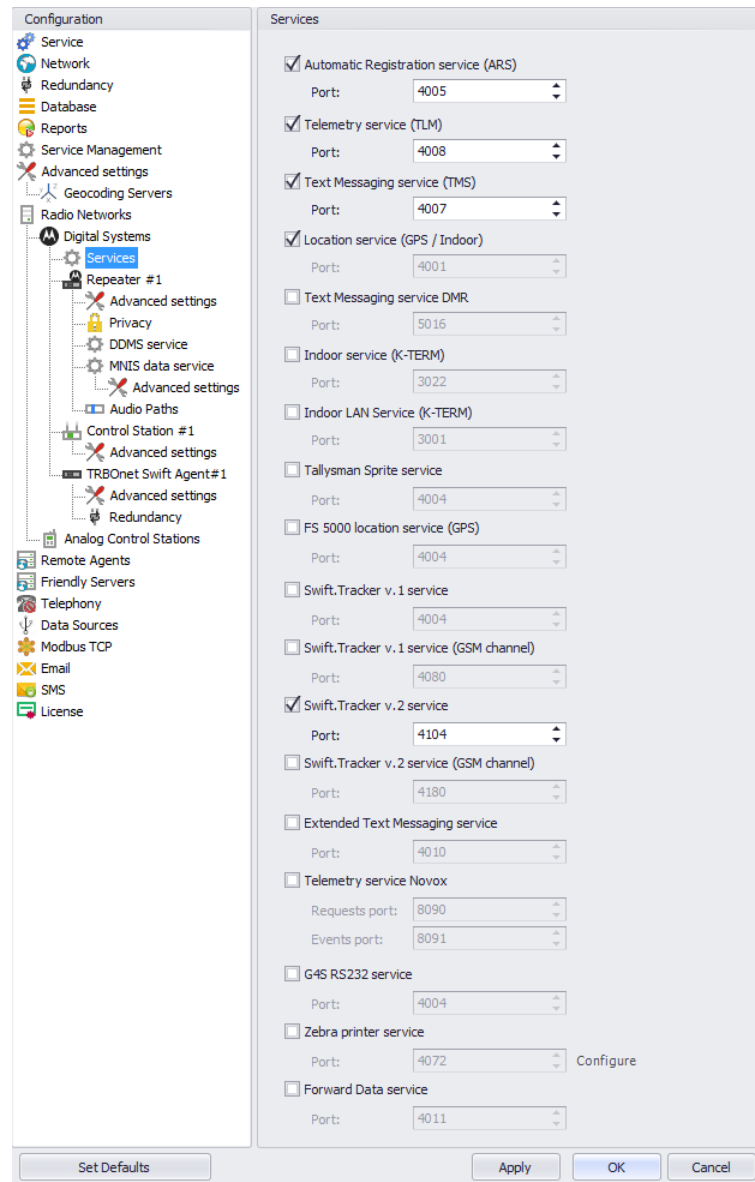 Configuration
Service
Network
Redundancy
Database
Reports
Service Management
Advanced settings
Geocoding Servers
Radio Networks
Digital Systems
Services
Repeater #1
Advanced settings
Privacy
DDMS service
MNIS data service
Advanced settings
Audio Paths
Control Station #1
Advanced settings
TRBOnet Swift Agent#1
Advanced settings
Redundancy
Analog Control Stations
Remote Agents
Friendly Servers
Telephony
Data Sources
Modbus TCP
Email
SMS
License
Services
Automatic Registration service (ARS)
Port: 4005
Telemetry service (TLM)
Port: 4008
Text Messaging service (TMS)
Port: 4007
Location service (GPS / Indoor)
Port: 4001
Text Messaging service DMR
Port: 5016
Indoor service (K-TERM)
Port: 3022
Indoor LAN Service (K-TERM)
Port: 3001
Tallysman Sprite service
Port: 4004
FS 5000 location service (GPS)
Port: 4004
Swift.Tracker v.1 service
Port: 4004
Swift.Tracker v.1 service (GSM channel)
Port: 4080
Swift.Tracker v.2 service
Port: 4104
Swift.Tracker v.2 service (GSM channel)
Port: 4180
Extended Text Messaging service
Port: 4010
Telemetry service Novox
Requests port: 8090
Events port: 8091
G4S RS232 service
Port: 4004
Zebra printer service
Port: 4072 Configure
Forward Data service
Port: 4011
Set Defaults Apply OK Cancel